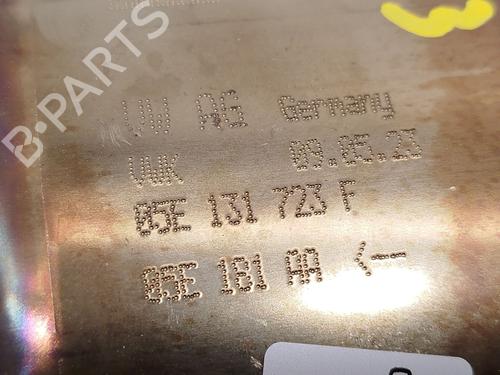 B-PARTS
VW AG Germany
VWK 09.05.23
05E 131 723 F
05E 181 AA <--